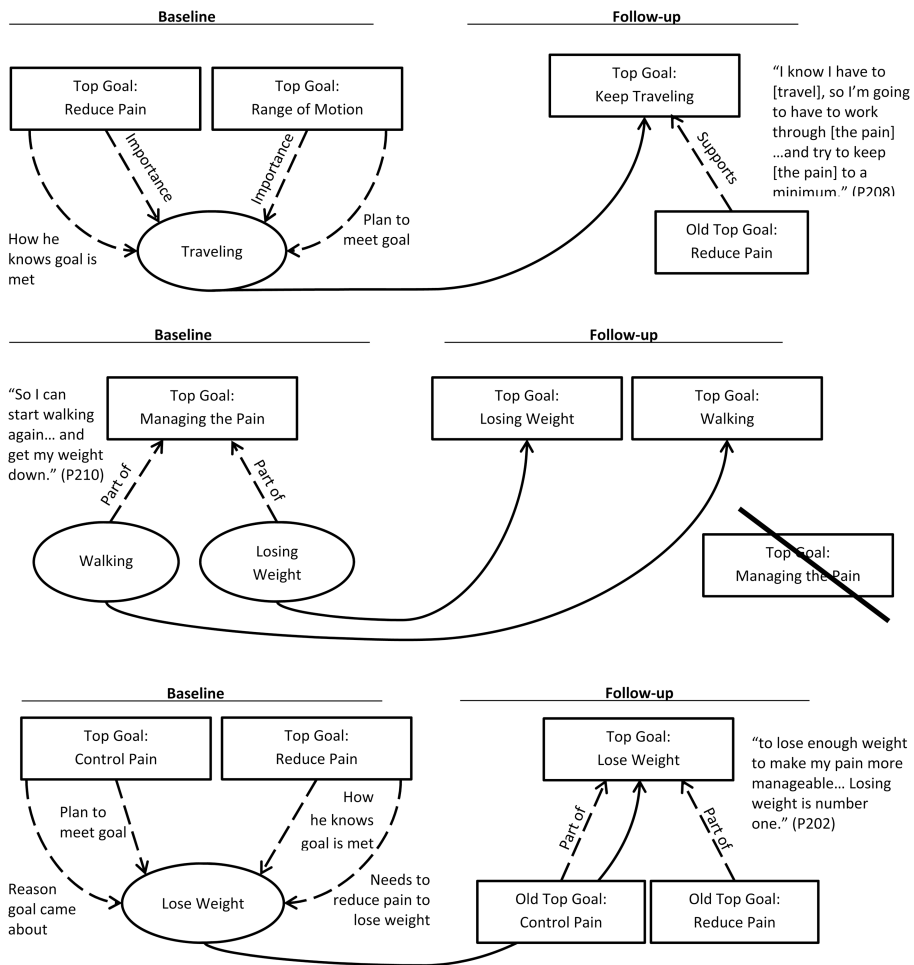 Baseline
Follow-up
Top Goal:
Reduce Pain
Top Goal:
Range of Motion
Top Goal:
Keep Traveling
“I know I have to
[travel], so I’m going
to have to work
through [the pain]
…and try to keep
[the pain] to a
minimum.” (P208)
Importance
Importance
Supports
How he
knows goal is
met
Traveling
Plan to
meet goal
Old Top Goal:
Reduce Pain
Baseline
Follow-up
“So I can
start walking
again… and
get my weight
down.” (P210)
Top Goal:
Managing the Pain
Top Goal:
Losing Weight
Top Goal:
Walking
Part of
Part of
Walking
Losing
Weight
Top Goal:
Managing the Pain
Baseline
Follow-up
Top Goal:
Control Pain
Top Goal:
Reduce Pain
Top Goal:
Lose Weight
“to lose enough weight
to make my pain more
manageable… Losing
weight is number
one.” (P202)
Plan to
meet goal
How
he knows
goal is met
Part of
Part of
Reason
goal came
about
Lose Weight
Needs to
reduce pain to
lose weight
Old Top Goal:
Control Pain
Old Top Goal:
Reduce Pain